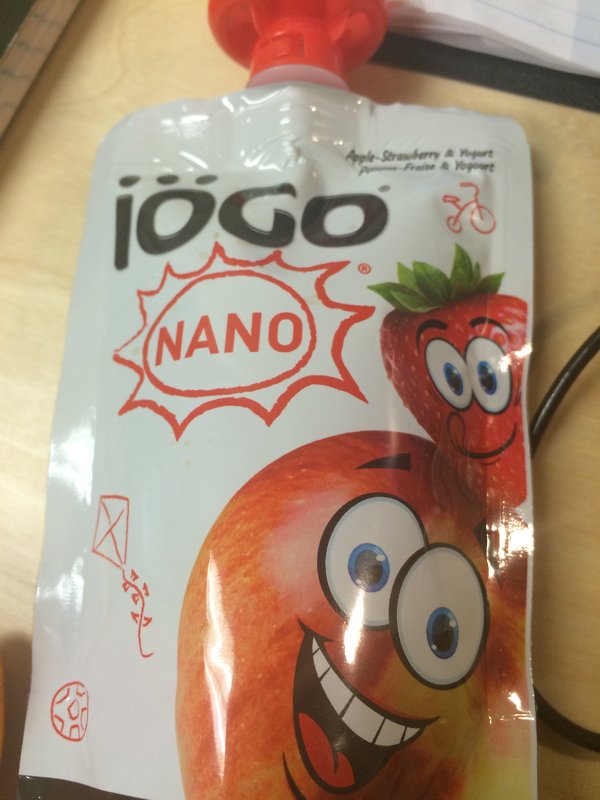 Apple-Strawberry & Yogurt
Pomme-Fraise & Yogourt
iöGO®
NANO®